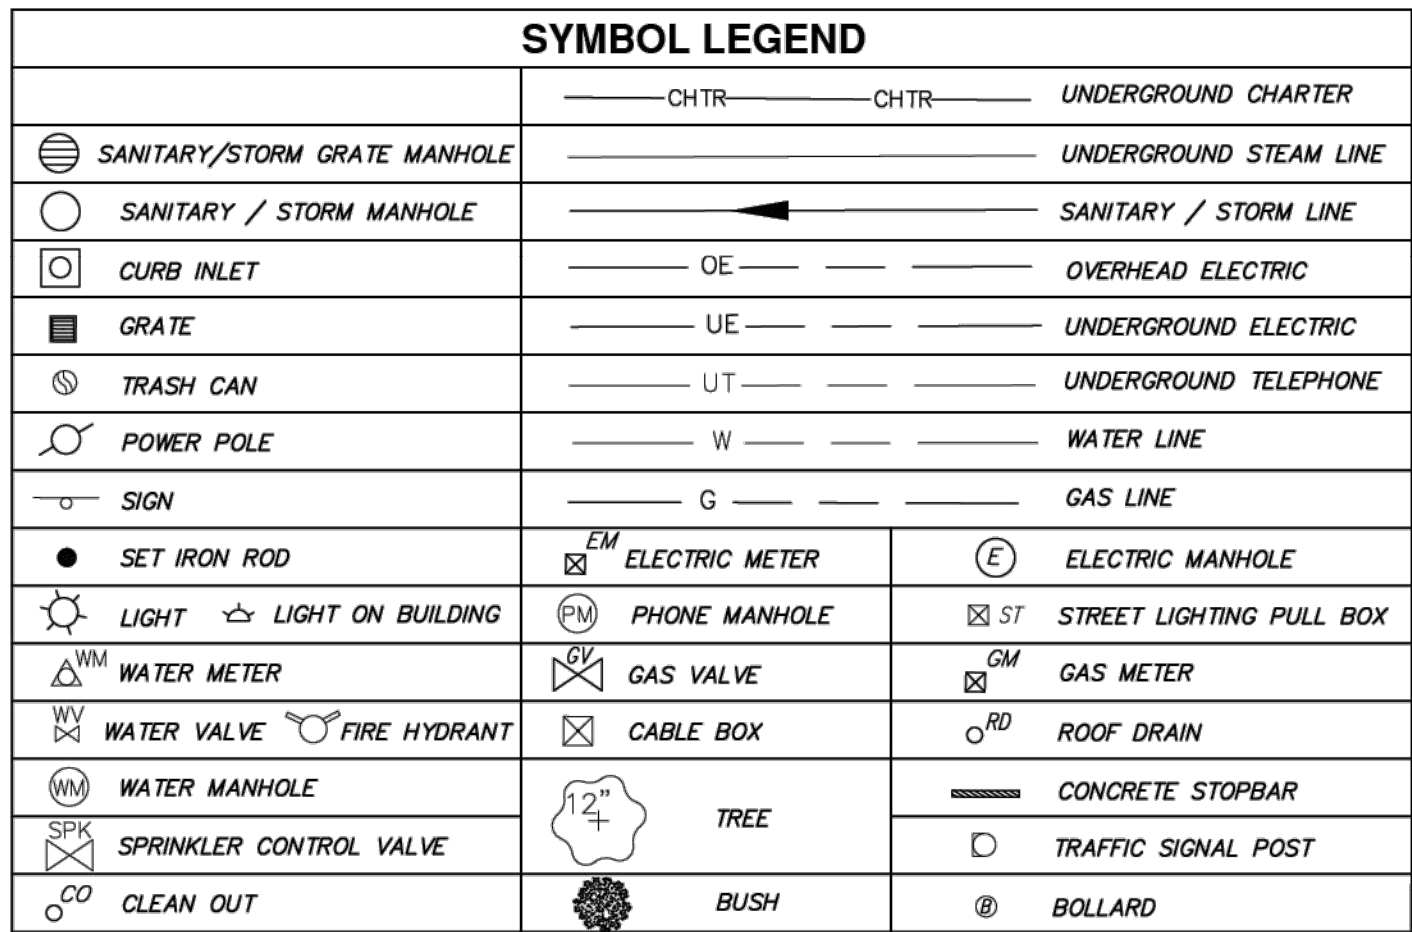 SYMBOL LEGEND
CHTR CHTR UNDERGROUND CHARTER
SANITARY/STORM GRATE MANHOLE UNDERGROUND STEAM LINE
SANITARY / STORM MANHOLE SANITARY / STORM LINE
CURB INLET OE OVERHEAD ELECTRIC
GRATE UE UNDERGROUND ELECTRIC
TRASH CAN UT UNDERGROUND TELEPHONE
POWER POLE W WATER LINE
SIGN G GAS LINE
SET IRON ROD EM ELECTRIC METER E ELECTRIC MANHOLE
LIGHT LIGHT ON BUILDING PM PHONE MANHOLE ST STREET LIGHTING PULL BOX
WM WATER METER GV GAS VALVE GM GAS METER
WV WATER VALVE FIRE HYDRANT CABLE BOX RD ROOF DRAIN
WM WATER MANHOLE 12" TREE CONCRETE STOPBAR
SPK SPRINKLER CONTROL VALVE TRAFFIC SIGNAL POST
CO CLEAN OUT BUSH B BOLLARD